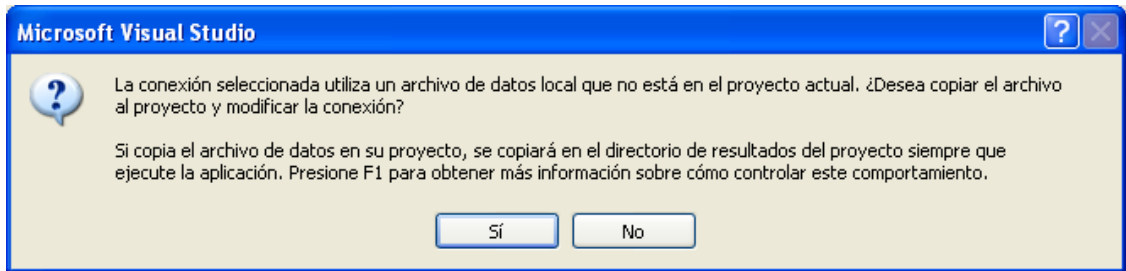 Microsoft Visual Studio
La conexión seleccionada utiliza un archivo de datos local que no está en el proyecto actual. ¿Desea copiar el archivo
al proyecto y modificar la conexión?
Si copia el archivo de datos en su proyecto, se copiará en el directorio de resultados del proyecto siempre que
ejecute la aplicación. Presione F1 para obtener más información sobre cómo controlar este comportamiento.
Sí No